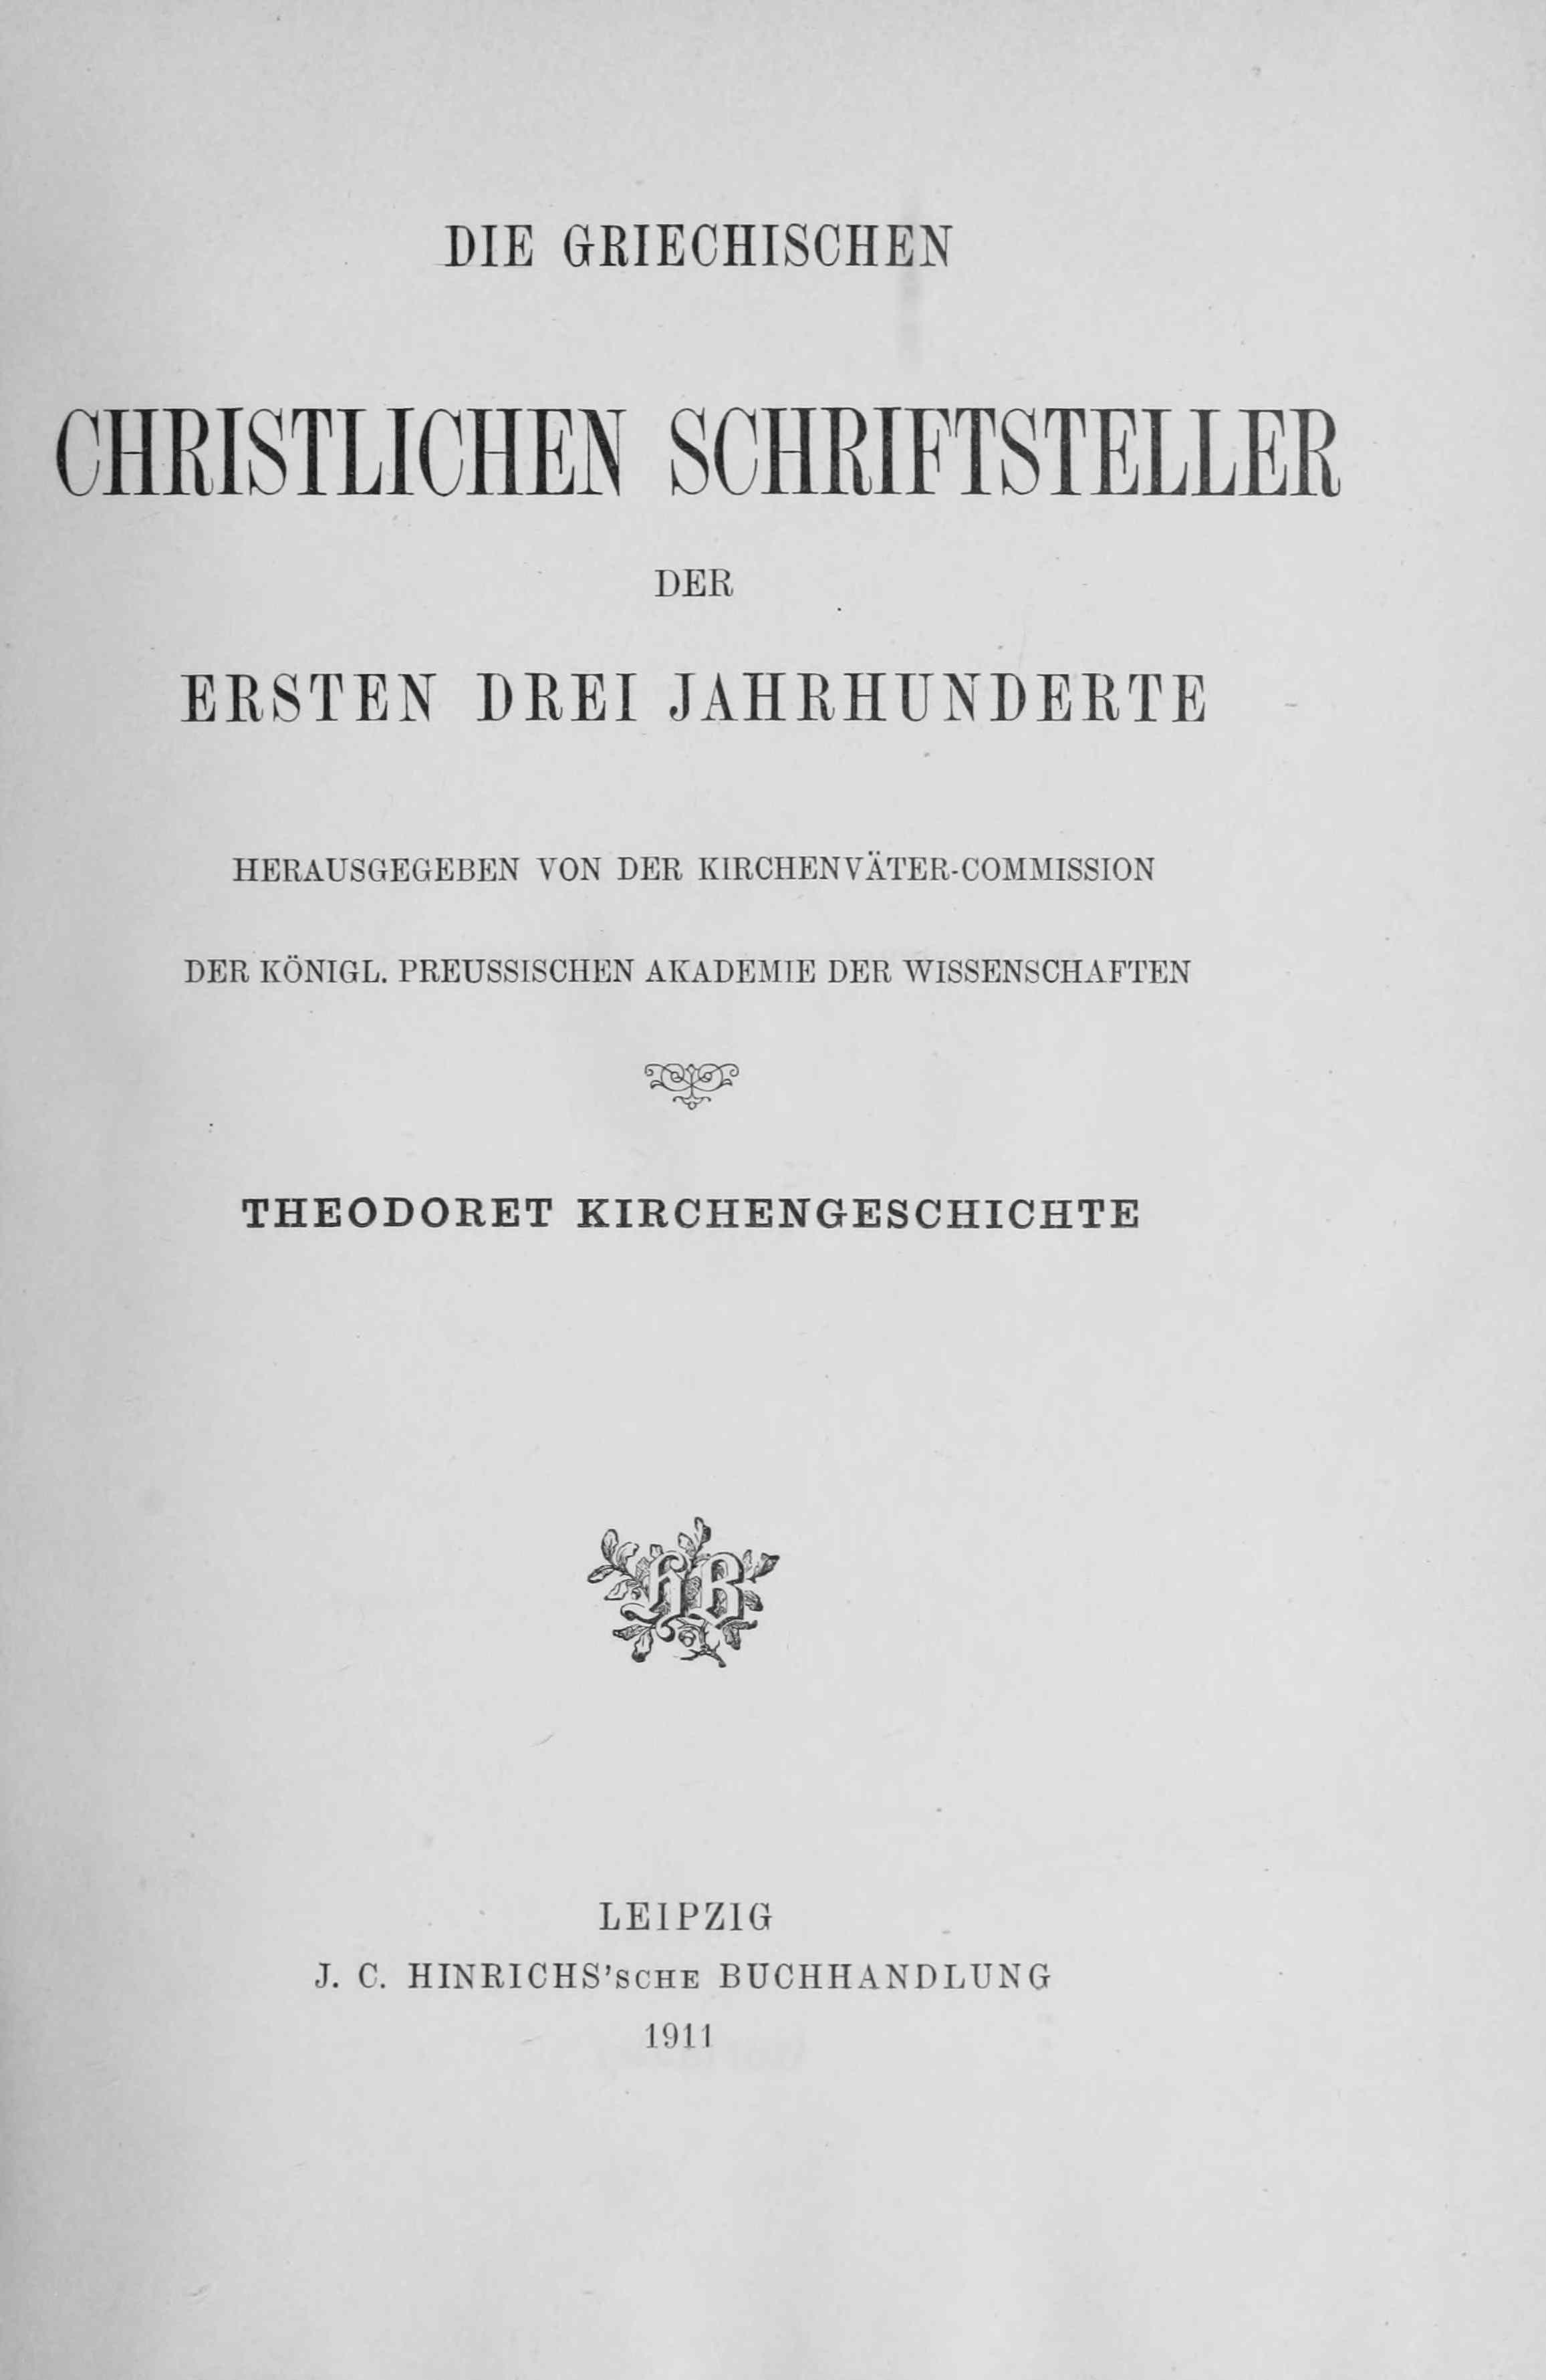 DIE GRIECHISCHEN
CHRISTLICHEN SCHRIFTSTELLER
DER
ERSTEN DREI JAHRHUNDERTE
HERAUSGEGEBEN VON DER KIRCHENVÄTER-COMMISSION
DER KÖNIGL. PREUSSISCHEN AKADEMIE DER WISSENSCHAFTEN
THEODORET KIRCHENGESCHICHTE
HB
LEIPZIG
J. C. HINRICHS'SCHE BUCHHANDLUNG
1911